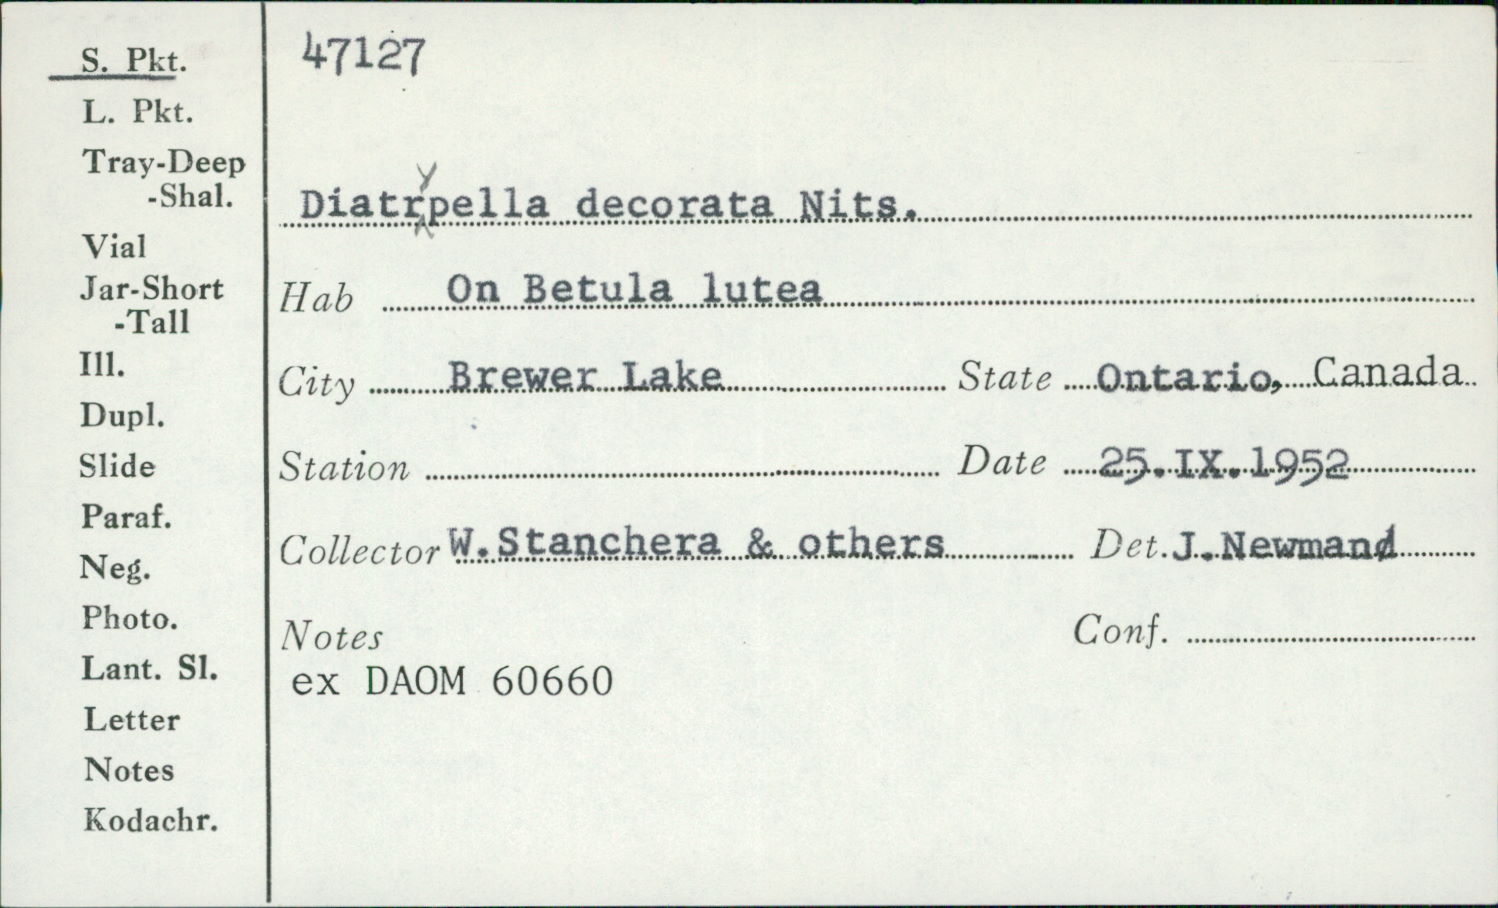 S. Pkt.
L. Pkt.
Tray-Deep
-Shal.
Vial
Jar-Short
-Tall
Ill.
Dupl.
Slide
Paraf.
Neg.
Photo.
Lant. Sl.
Letter
Notes
Kodachr.
47127
Diatrypella decorata Nits.
Hab On Betula lutea
City Brewer Lake State Ontario, Canada
Station Date 25.IX.1952
Collector W.Stanchera & others Det. J.Newman
Notes Conf.
ex DAOM 60660